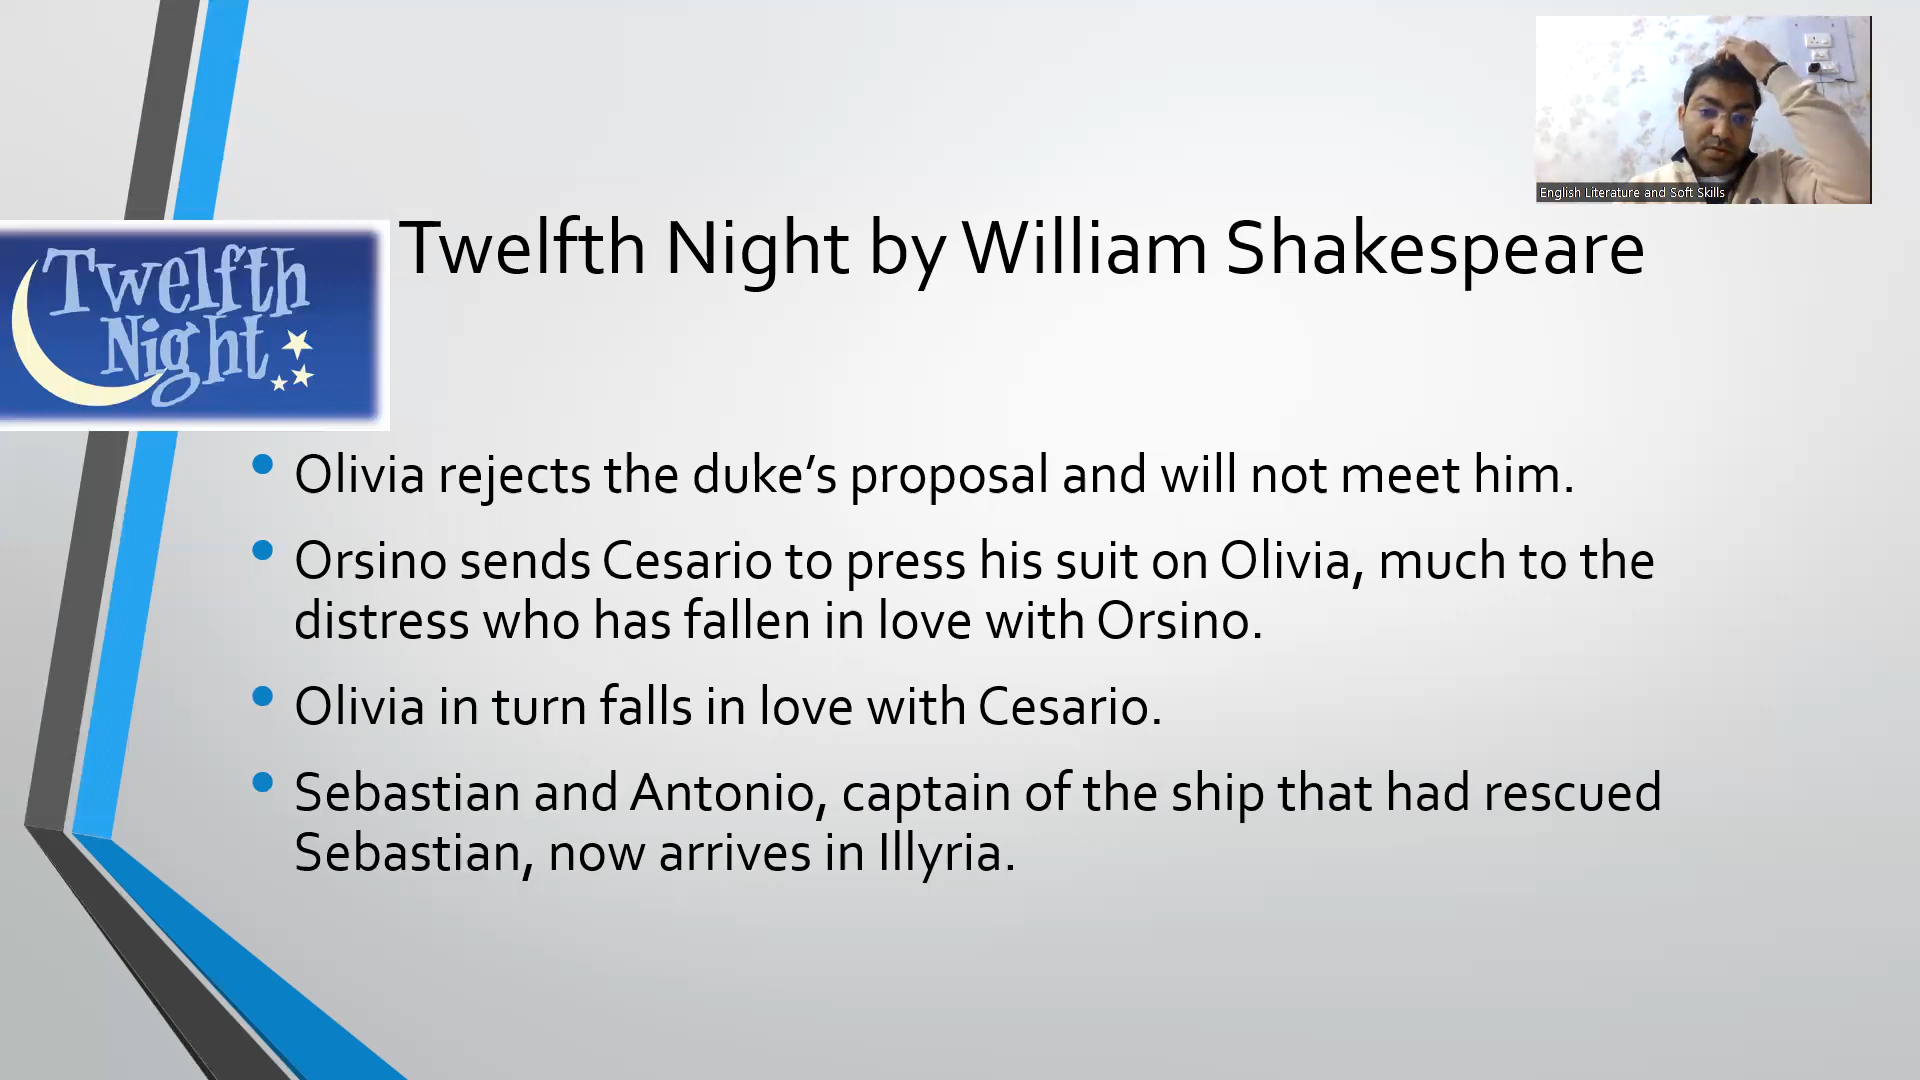 English Literature and Soft Skills
Twelfth Night by William Shakespeare
Twelfth
Night
• Olivia rejects the duke’s proposal and will not meet him.
• Orsino sends Cesario to press his suit on Olivia, much to the
distress who has fallen in love with Orsino.
• Olivia in turn falls in love with Cesario.
• Sebastian and Antonio, captain of the ship that had rescued
Sebastian, now arrives in Illyria.